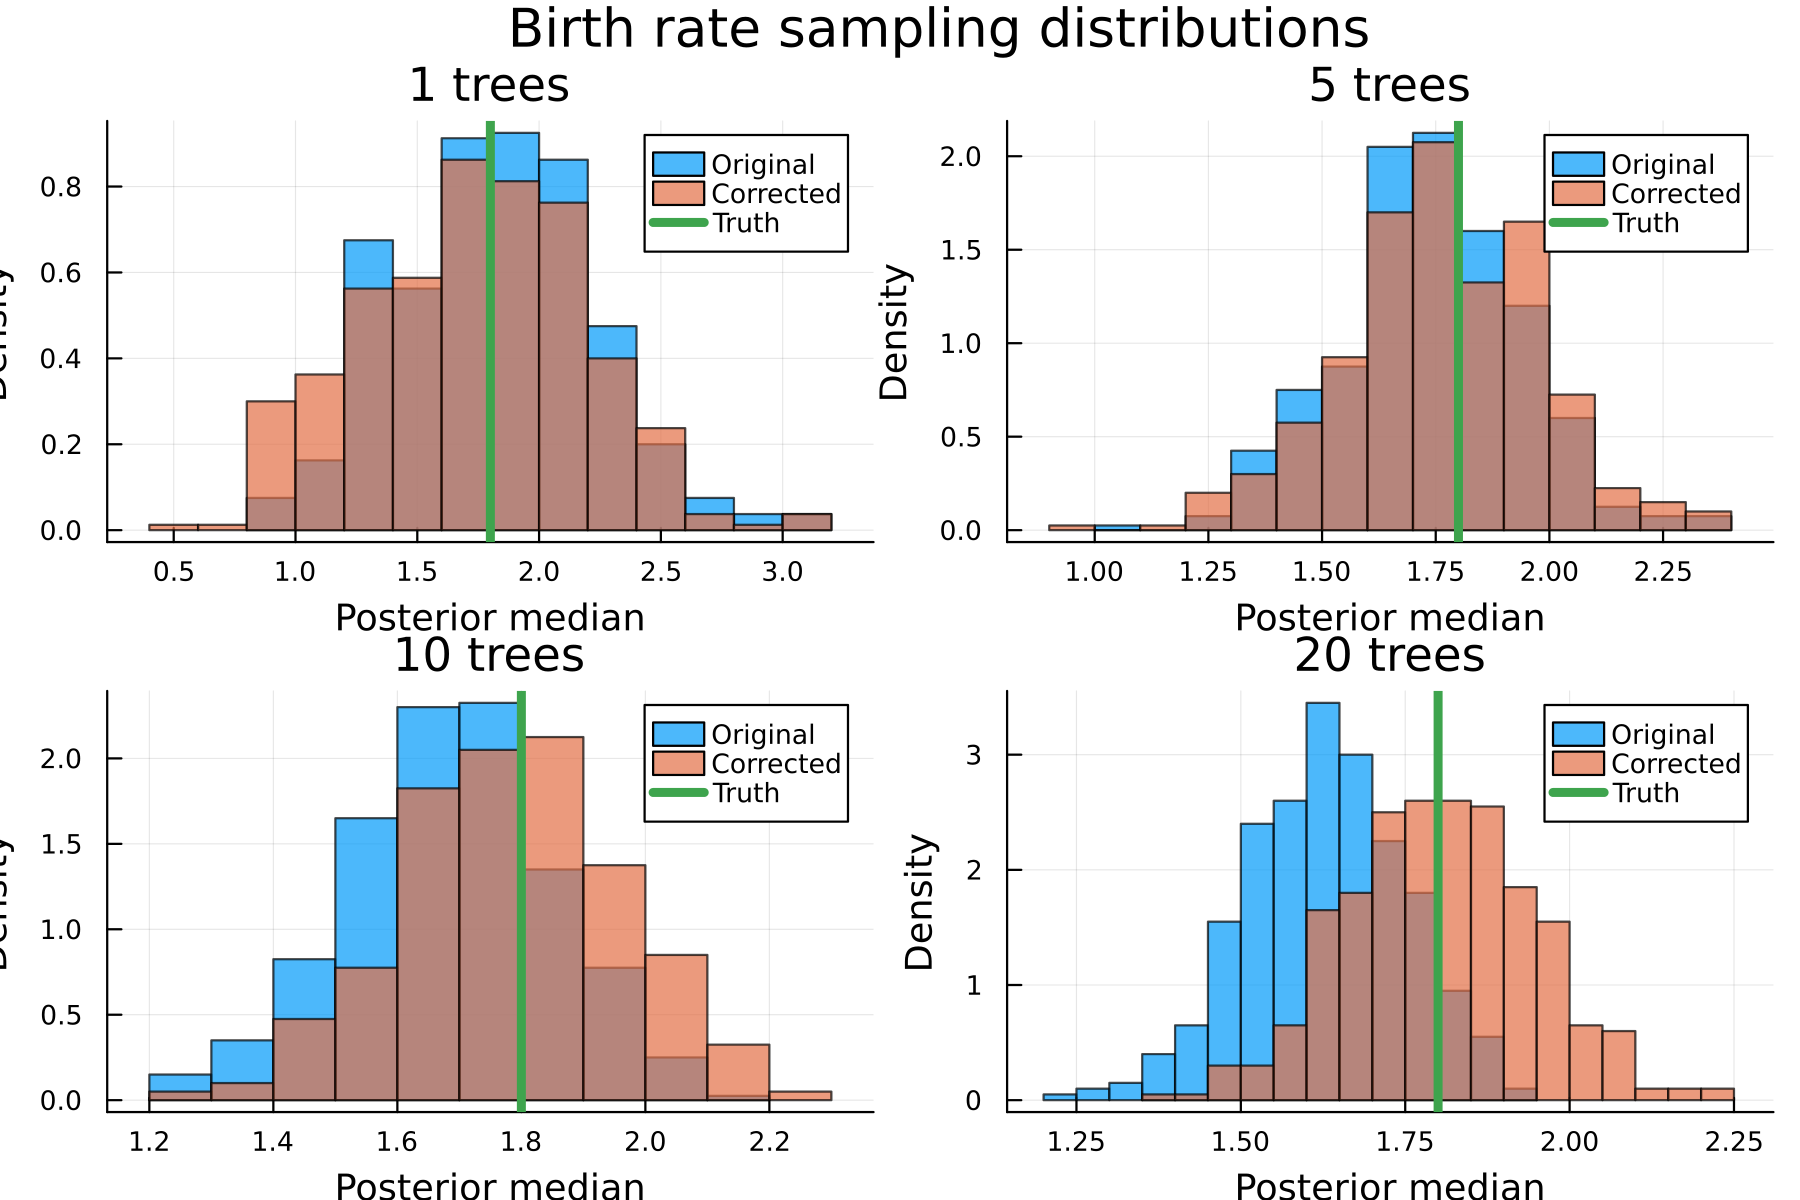 Birth rate sampling distributions
1 trees
Density
0.8
0.6
0.4
0.2
0.0
0.5 1.0 1.5 2.0 2.5 3.0
Posterior median
Original
Corrected
Truth
5 trees
Density
2.0
1.5
1.0
0.5
0.0
1.00 1.25 1.50 1.75 2.00 2.25
Posterior median
Original
Corrected
Truth
10 trees
Density
2.0
1.5
1.0
0.5
0.0
1.2 1.4 1.6 1.8 2.0 2.2
Posterior median
Original
Corrected
Truth
20 trees
Density
3
2
1
0
1.25 1.50 1.75 2.00 2.25
Posterior median
Original
Corrected
Truth